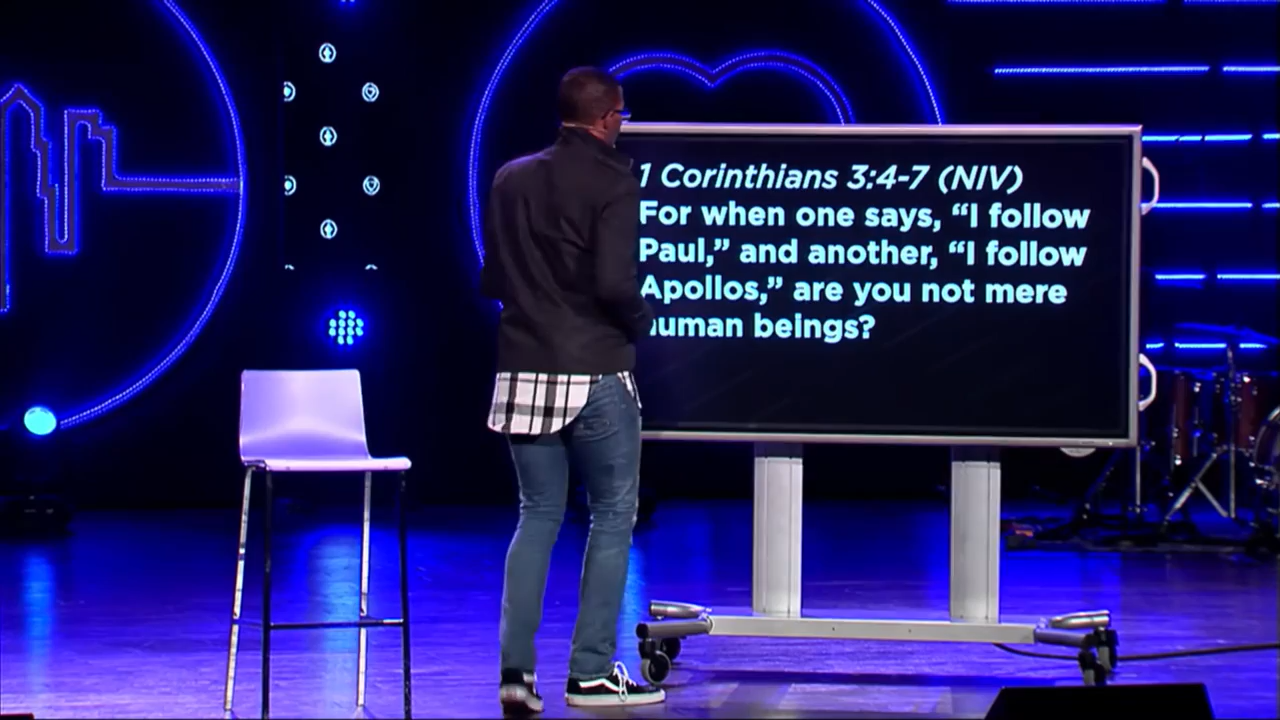 1 Corinthians 3:4-7 (NIV)
For when one says, “I follow
Paul,” and another, “I follow
Apollos,” are you not mere
human beings?